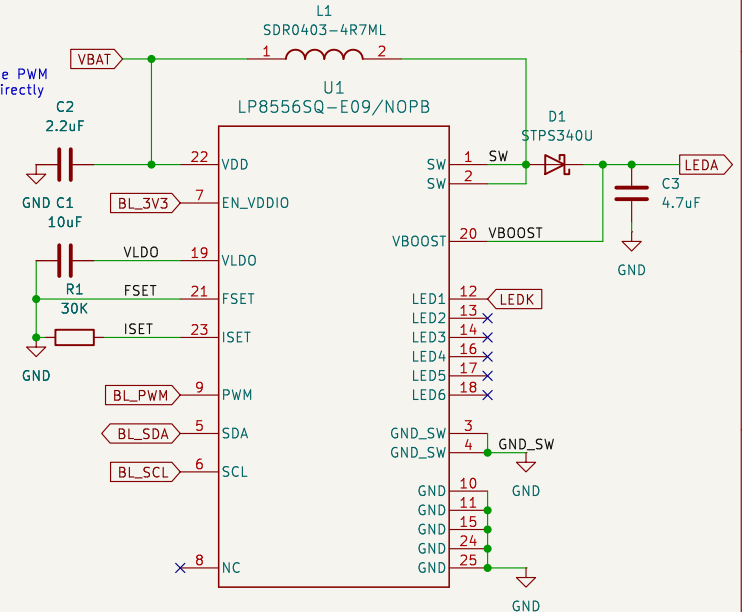 L1
SDR0403-4R7ML
VBAT
1
2
e PWM
irectly
U1
LP8556SQ-E09/NOPB
C2
2.2uF
D1
STPS340U
22
VDD
SW
1
SW
LEDA
SW
2
GND
C1
10uF
BL_3V3
7
EN_VDDIO
C3
4.7uF
VBOOST
20
VBOOST
VLDO
19
VLDO
GND
R1
30K
FSET
21
FSET
LED1
12
LEDK
LED2
13
ISET
23
ISET
LED3
14
LED4
16
GND
LED5
17
BL_PWM
9
PWM
LED6
18
BL_SDA
5
SDA
GND_SW
3
GND_SW
4
GND_SW
BL_SCL
6
SCL
GND
GND
10
GND
11
GND
15
GND
24
8
NC
GND
25
GND